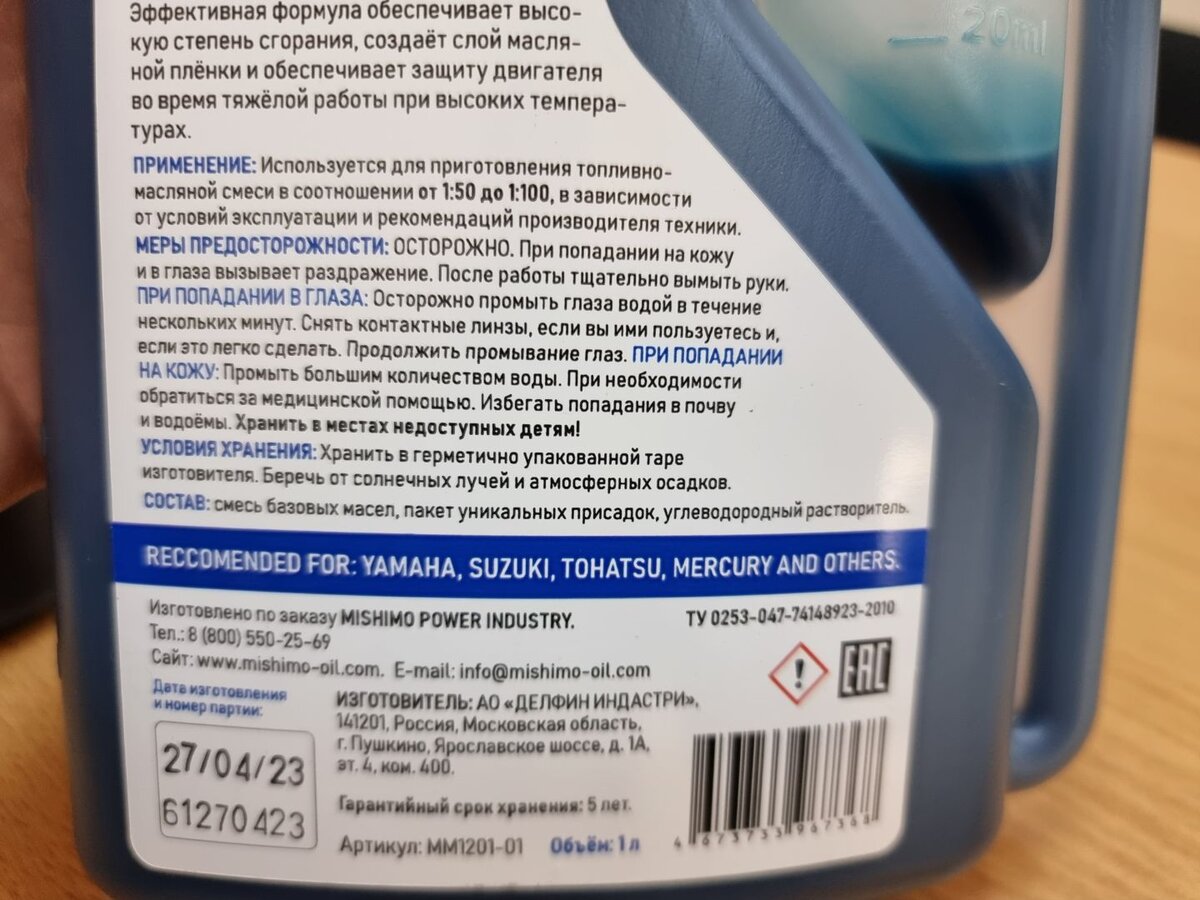 Эффективная формула обеспечивает высо-
кую степень сгорания, создаёт слой масля-
ной плёнки и обеспечивает защиту двигателя
во время тяжёлой работы при высоких темпера-
турах.
20ml
ПРИМЕНЕНИЕ: Используется для приготовления топливно-
масляной смеси в соотношении от 1:50 до 1:100, в зависимости
от условий эксплуатации и рекомендаций производителя техники.
МЕРЫ ПРЕДОСТОРОЖНОСТИ: ОСТОРОЖНО. При попадании на кожу
и в глаза вызывает раздражение. После работы тщательно вымыть руки.
ПРИ ПОПАДАНИИ В ГЛАЗА: Осторожно промыть глаза водой в течение
нескольких минут. Снять контактные линзы, если вы ими пользуетесь и,
если это легко сделать. Продолжить промывание глаз. ПРИ ПОПАДАНИИ
НА КОЖУ: Промыть большим количеством воды. При необходимости
обратиться за медицинской помощью. Избегать попадания в почву
и водоёмы. Хранить в местах недоступных детям!
УСЛОВИЯ ХРАНЕНИЯ: Хранить в герметично упакованной таре
изготовителя. Беречь от солнечных лучей и атмосферных осадков.
СОСТАВ: смесь базовых масел, пакет уникальных присадок, углеводородный растворитель.
RECCOMENDED FOR: YAMAHA, SUZUKI, TOHATSU, MERCURY AND OTHERS.
Изготовлено по заказу MISHIMO POWER INDUSTRY.
ТУ 0253-047-74148923-2010
Тел.: 8 (800) 550-25-69
Сайт: www.mishimo-oil.com. E-mail: info@mishimo-oil.com
EAC
Дата изготовления
и номер партии:
27/04/23
61270423
ИЗГОТОВИТЕЛЬ: АО «ДЕЛФИН ИНДАСТРИ»,
141201, Россия, Московская область,
г. Пушкино, Ярославское шоссе, д. 1А,
эт. 4, ком. 400.
Гарантийный срок хранения: 5 лет.
Артикул: ММ1201-01 Объём: 1 л